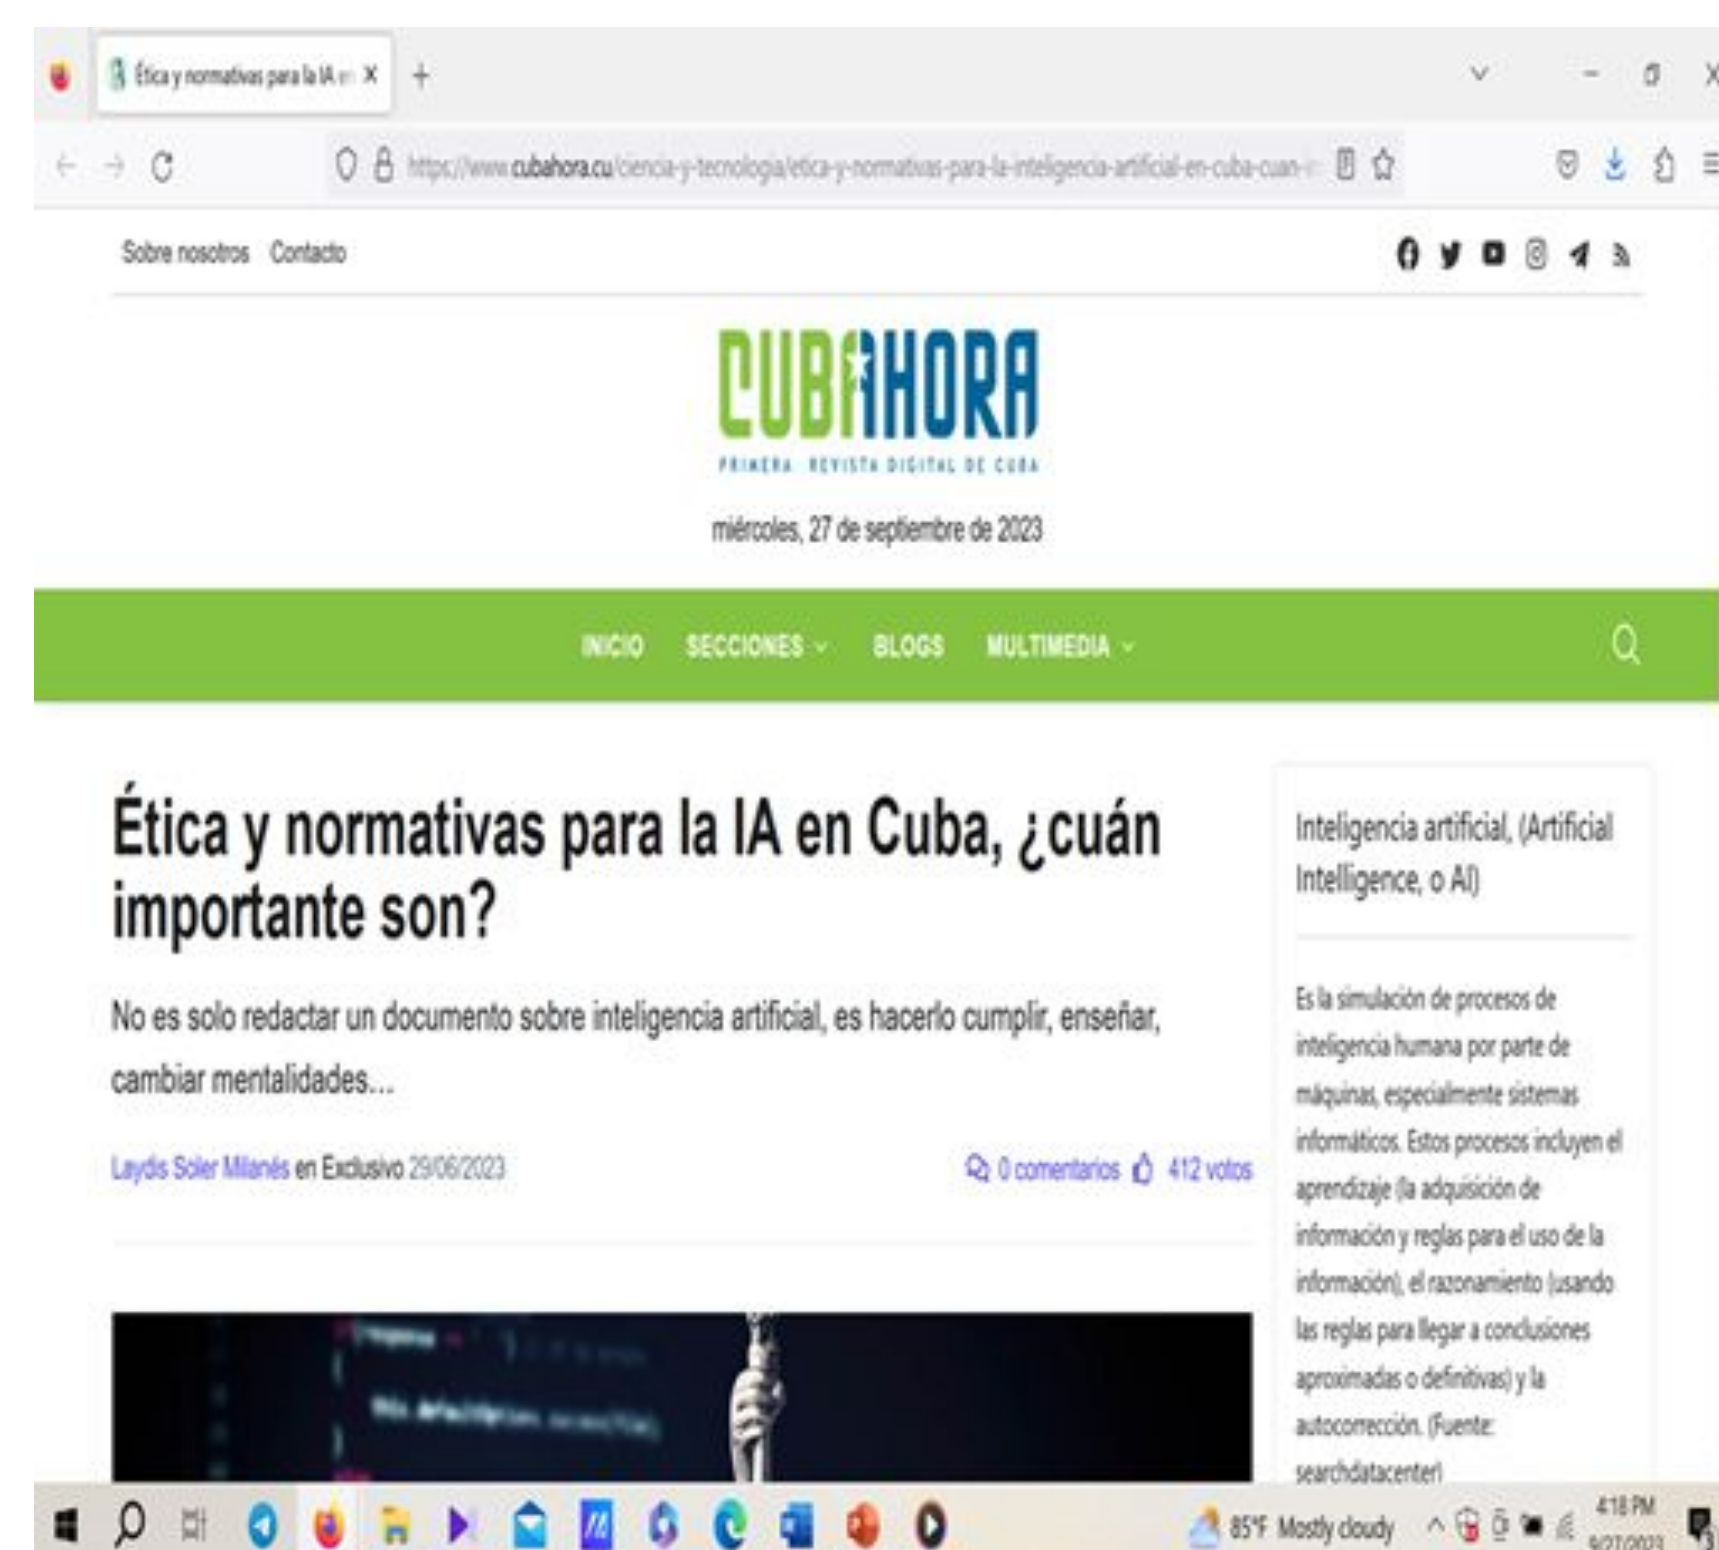 Ética y normativas para la IA en
https://www.cubahora.cu/ciencia-y-tecnologia/etica-y-normativas-para-la-inteligencia-artificial-en-cuba-cuan-i
Sobre nosotros Contacto
CUBAHORA
PRIMERA REVISTA DIGITAL DE CUBA
miércoles, 27 de septiembre de 2023
INICIO SECCIONES BLOGS MULTIMEDIA
Ética y normativas para la IA en Cuba, ¿cuán
importante son?
No es solo redactar un documento sobre inteligencia artificial, es hacerlo cumplir, enseñar,
cambiar mentalidades...
Laydis Soler Milanés en Exclusivo 29/06/2023
0 comentarios 412 votos
Inteligencia artificial, (Artificial
Intelligence, o AI)
Es la simulación de procesos de
inteligencia humana por parte de
máquinas, especialmente sistemas
informáticos. Estos procesos incluyen el
aprendizaje (la adquisición de
información y reglas para el uso de la
información), el razonamiento (usando
las reglas para llegar a conclusiones
aproximadas o definitivas) y la
autocorrección. (Fuente:
searchdatacenter)
85°F Mostly cloudy
4:18 PM
9/27/2023